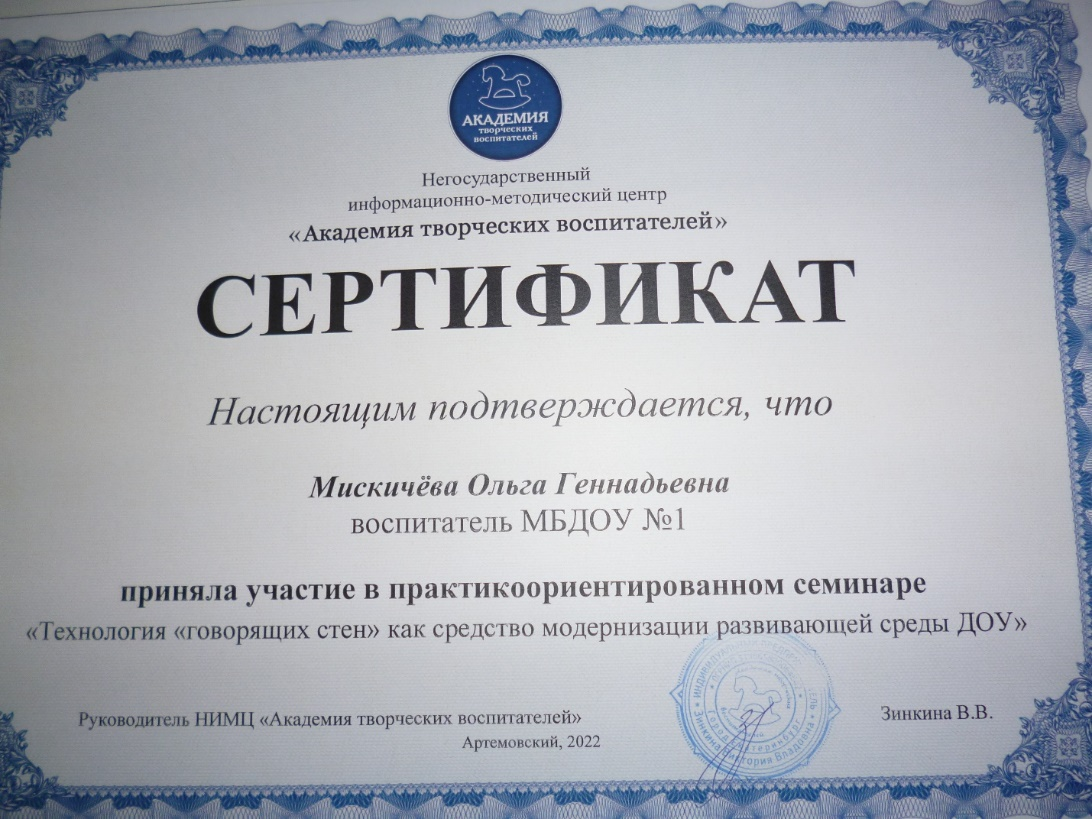 АКАДЕМИЯ
творческих
воспитателей
Негосударственный
информационно-методический центр
«Академия творческих воспитателей»
СЕРТИФИКАТ
Настоящим подтверждается, что
Мискичёва Ольга Геннадьевна
воспитатель МБДОУ №1
приняла участие в практикоориентированном семинаре
«Технология «говорящих стен» как средство модернизации развивающей среды ДОУ»
Руководитель НИМЦ «Академия творческих воспитателей»
Зинкина В.В.
Артемовский, 2022